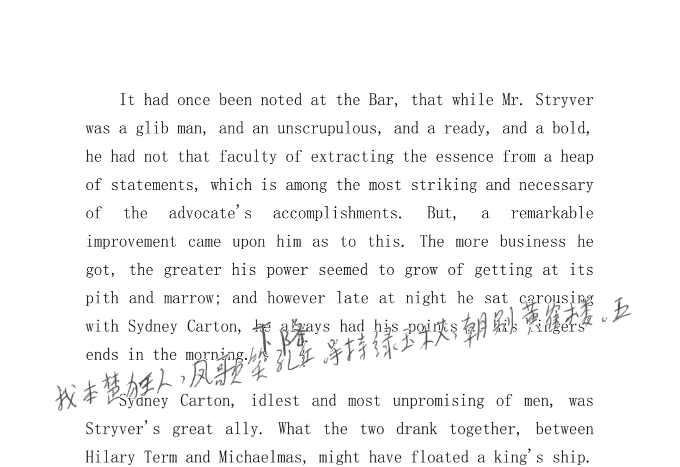 It had once been noted at the Bar, that while Mr. Stryver
was a glib man, and an unscrupulous, and a ready, and a bold,
he had not that faculty of extracting the essence from a heap
of statements, which is among the most striking and necessary
of the advocate's accomplishments. But, a remarkable
improvement came upon him as to this. The more business he
got, the greater his power seemed to grow of getting at its
pith and marrow; and however late at night he sat carousing
with Sydney Carton, he always had his points his fingers'
ends in the morning.
下降
我本楚人，凤歌笑孔持绿玉杖，朝别黄鹤楼。五
Sydney Carton, idlest and most unpromising of men, was
Stryver's great ally. What the two drank together, between
Hilary Term and Michaelmas, might have floated a king's ship.